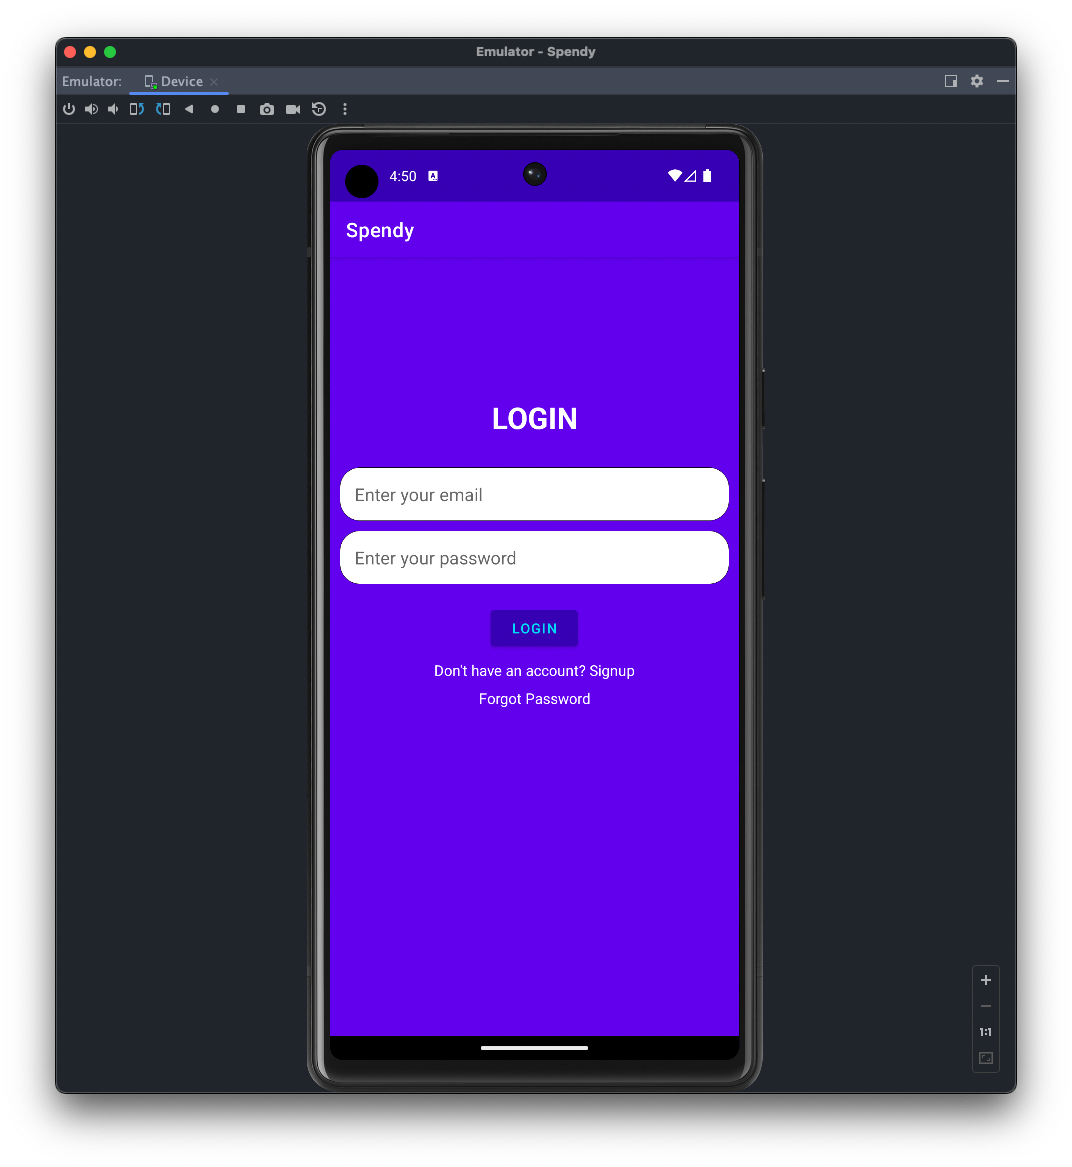 Emulator - Spendy
Emulator: Device
4:50
Spendy
LOGIN
Enter your email
Enter your password
LOGIN
Don't have an account? Signup
Forgot Password
1:1